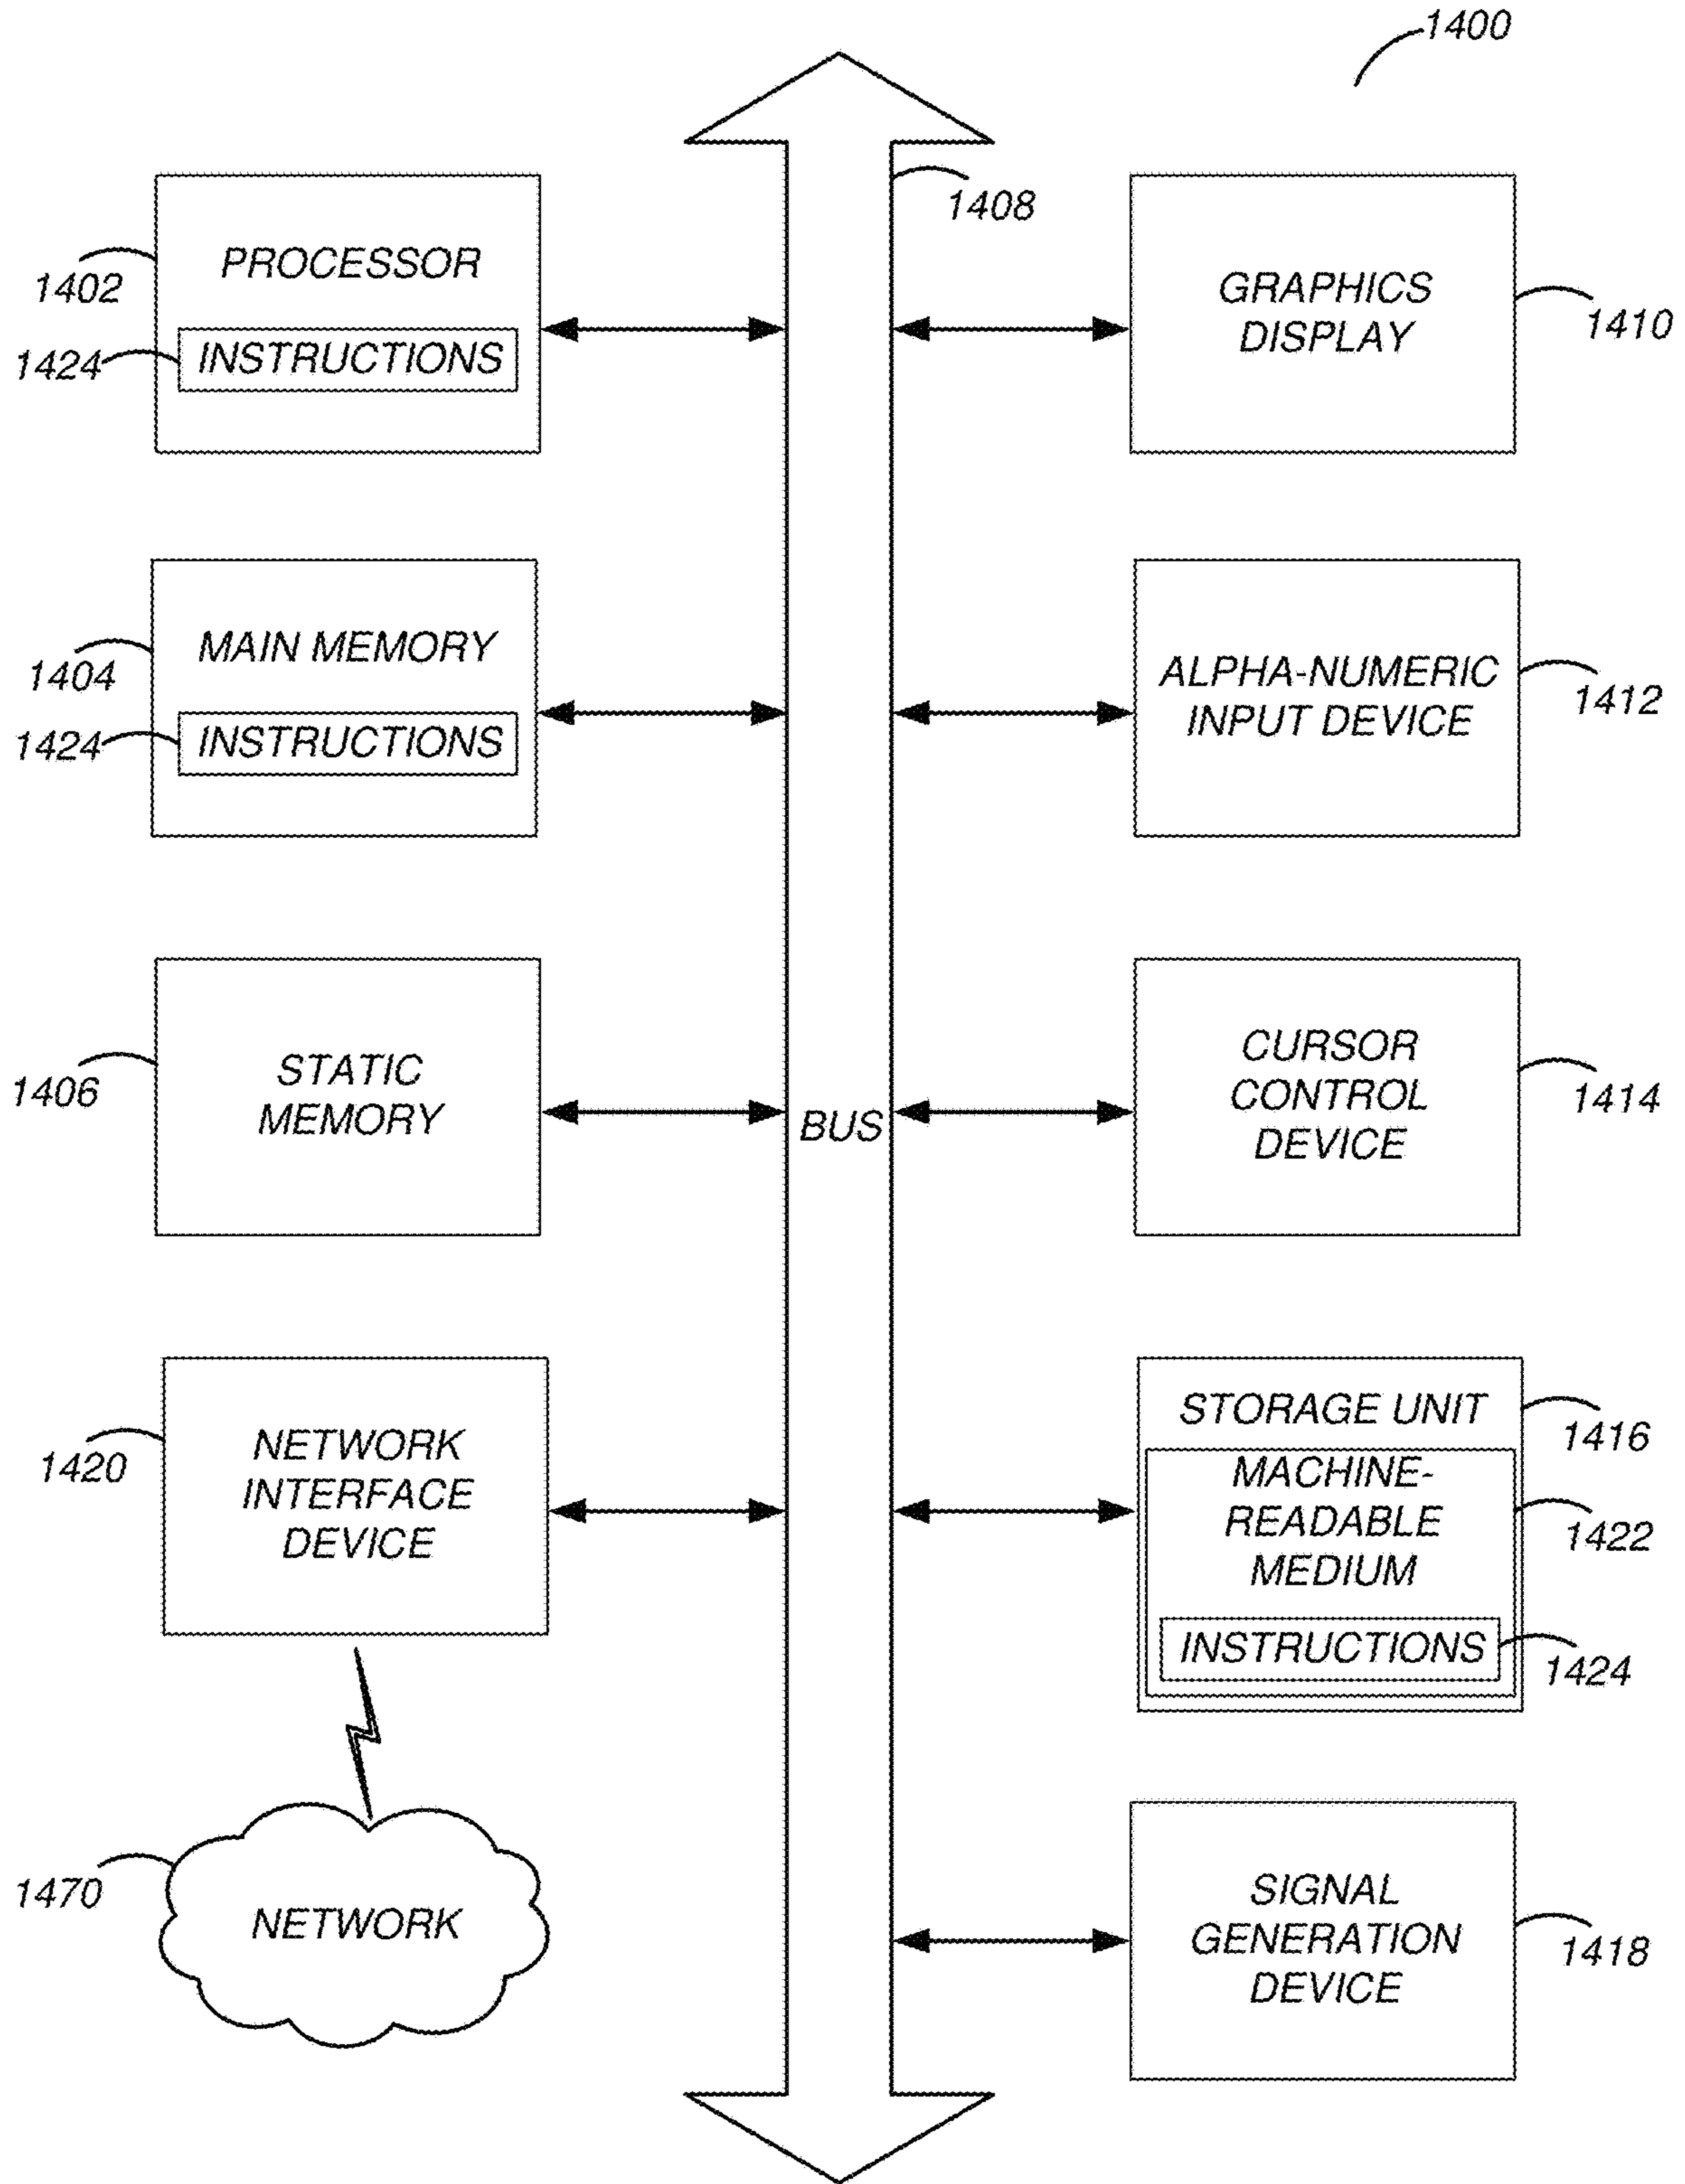 1400
1408
PROCESSOR
1402
INSTRUCTIONS
1424
GRAPHICS
DISPLAY
1410
MAIN MEMORY
1404
INSTRUCTIONS
1424
ALPHA-NUMERIC
INPUT DEVICE
1412
STATIC
MEMORY
1406
BUS
CURSOR
CONTROL
DEVICE
1414
NETWORK
INTERFACE
DEVICE
1420
STORAGE UNIT
1416
MACHINE-
READABLE
MEDIUM
1422
INSTRUCTIONS
1424
NETWORK
1470
SIGNAL
GENERATION
DEVICE
1418